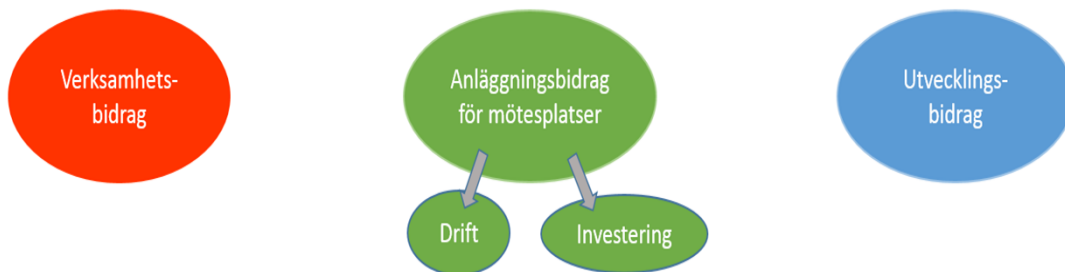 Verksamhets-
bidrag
Anläggningsbidrag
för mötesplatser
Utvecklings-
bidrag
Drift
Investering